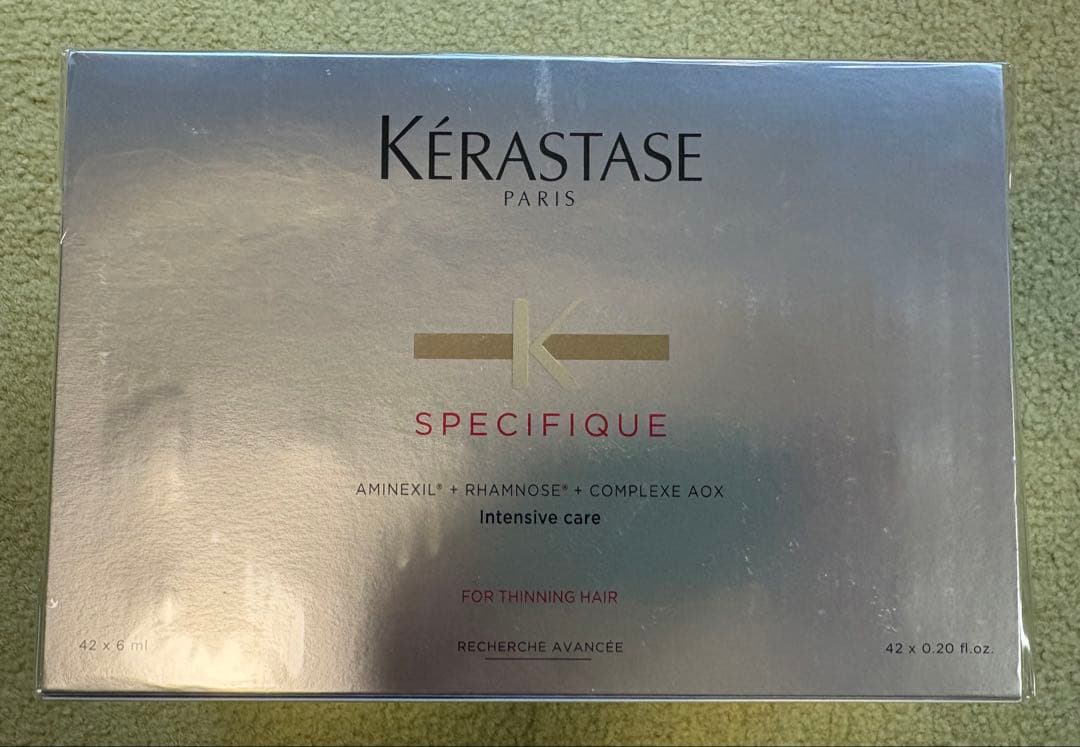 KÉRASTASE
PARIS
K
SPECIFIQUE
AMINEXIL® + RHAMNOSE® + COMPLEXE AOX
Intensive care
FOR THINNING HAIR
42 x 6 ml
RECHERCHE AVANCÉE
42 x 0.20 fl.oz.